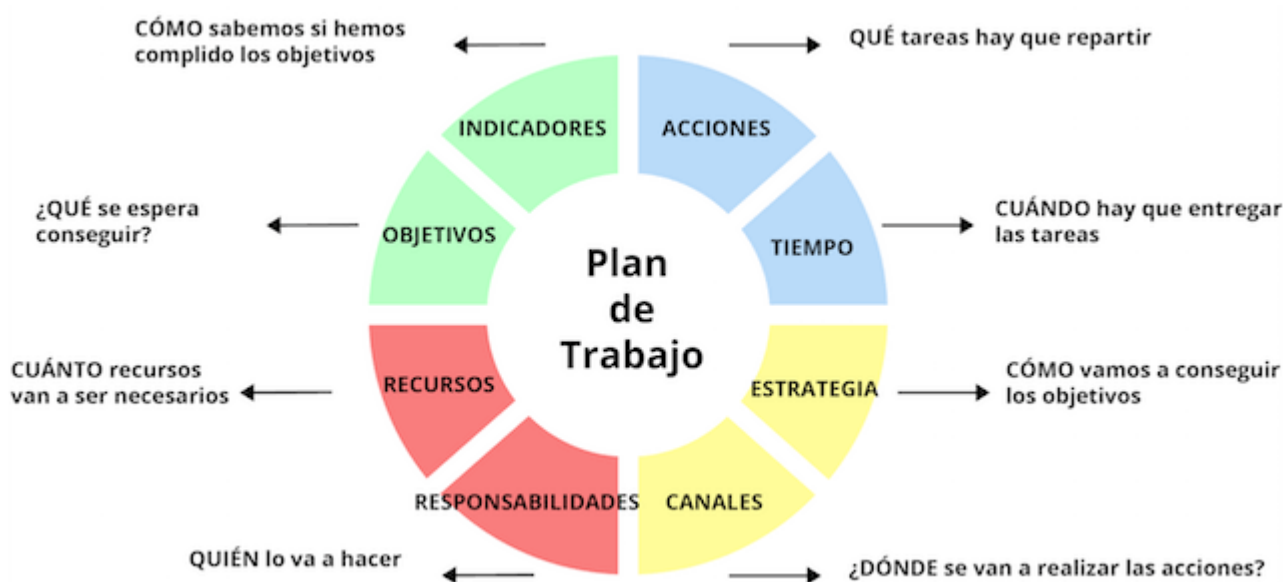 CÓMO sabemos si hemos
complido los objetivos
QUÉ tareas hay que repartir
INDICADORES
ACCIONES
¿QUÉ se espera
conseguir?
OBJETIVOS
TIEMPO
CUÁNDO hay que entregar
las tareas
Plan
de
Trabajo
CUÁNTO recursos
van a ser necesarios
RECURSOS
ESTRATEGIA
CÓMO vamos a conseguir
los objetivos
RESPONSABILIDADES
CANALES
QUIÉN lo va a hacer
¿DÓNDE se van a realizar las acciones?